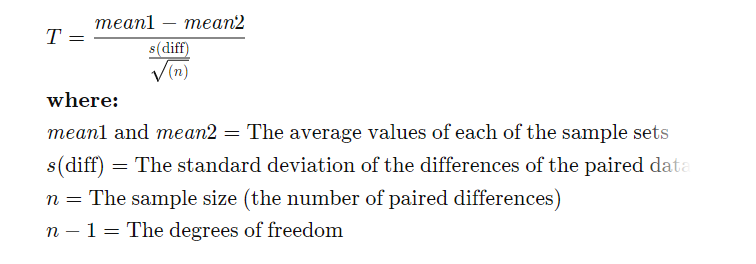 T = mean1 − mean2 / s(diff) / √(n)
where:
mean1 and mean2 = The average values of each of the sample sets
s(diff) = The standard deviation of the differences of the paired data
n = The sample size (the number of paired differences)
n − 1 = The degrees of freedom